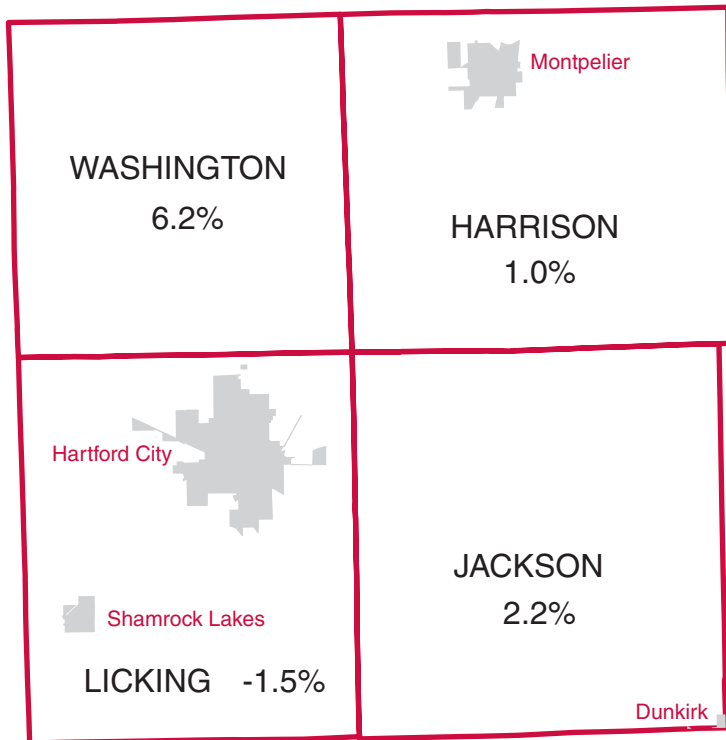 Montpelier
WASHINGTON
6.2%
HARRISON
1.0%
Hartford City
JACKSON
2.2%
Shamrock Lakes
LICKING -1.5%
Dunkirk